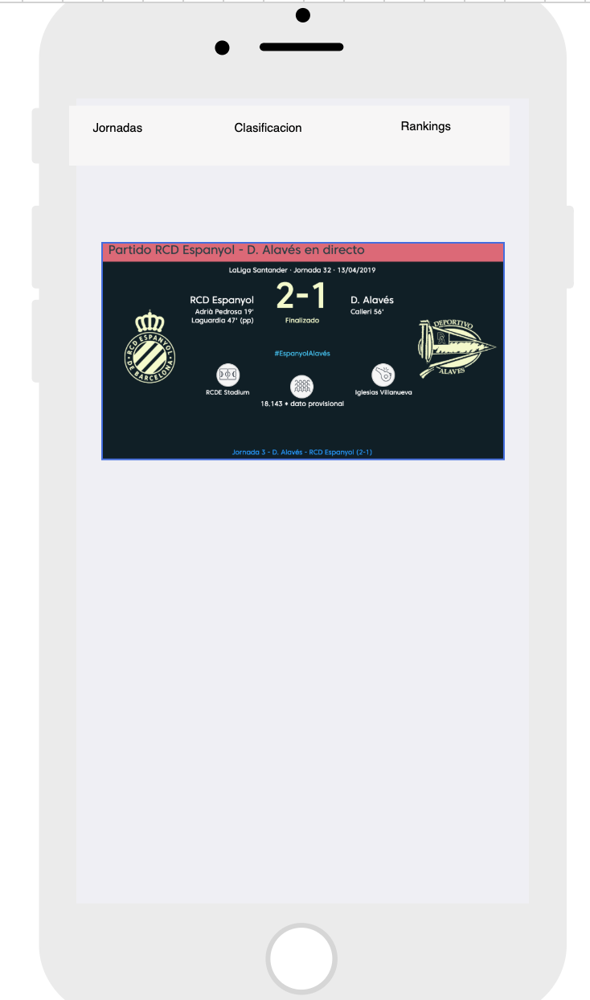 Jornadas Clasificacion Rankings
Partido RCD Espanyol - D. Alavés en directo
LaLiga Santander · Jornada 32 · 13/04/2019
RCD Espanyol 2-1 D. Alavés
Adrià Pedrosa 19' Calleri 56'
Laguardia 47' (pp) Finalizado
RCD ESPANYOL
DE BARCELONA
DEPORTIVO
ALAVES
#EspanyolAlavés
RCDE Stadium Iglesias Villanueva
18.143 * dato provisional
Jornada 3 - D. Alavés - RCD Espanyol (2-1)